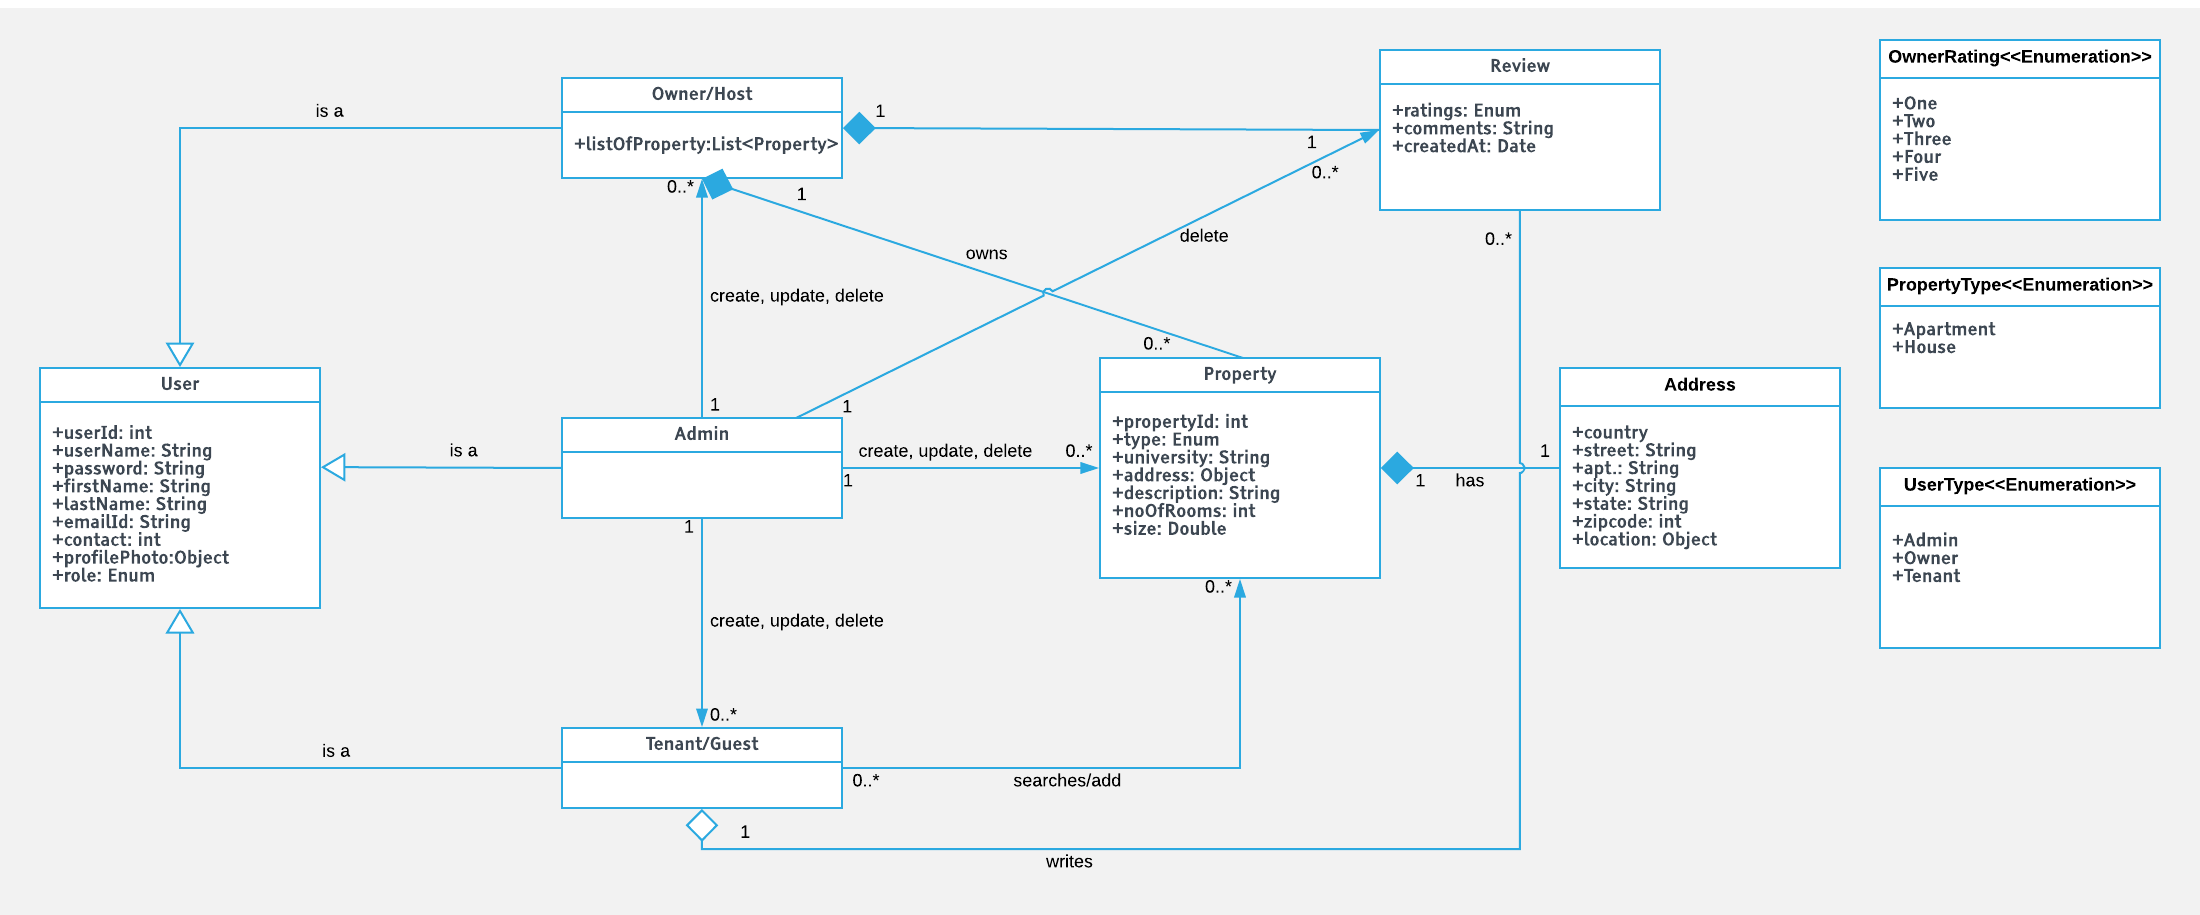 Owner/Host
+listOfProperty:List<Property>
Review
+ratings: Enum
+comments: String
+createdAt: Date
OwnerRating<<Enumeration>>
+One
+Two
+Three
+Four
+Five
is a
1
1
0..*
0..*
1
owns
delete
0..*
create, update, delete
0..*
PropertyType<<Enumeration>>
+Apartment
+House
User
+userId: int
+userName: String
+password: String
+firstName: String
+lastName: String
+emailId: String
+contact: int
+profilePhoto:Object
+role: Enum
is a
1
1
Admin
create, update, delete
0..*
1
1
Property
+propertyId: int
+type: Enum
+university: String
+address: Object
+description: String
+noOfRooms: int
+size: Double
1
has
1
Address
+country
+street: String
+apt.: String
+city: String
+state: String
+zipcode: int
+location: Object
UserType<<Enumeration>>
+Admin
+Owner
+Tenant
0..*
create, update, delete
0..*
is a
Tenant/Guest
0..*
searches/add
1
writes